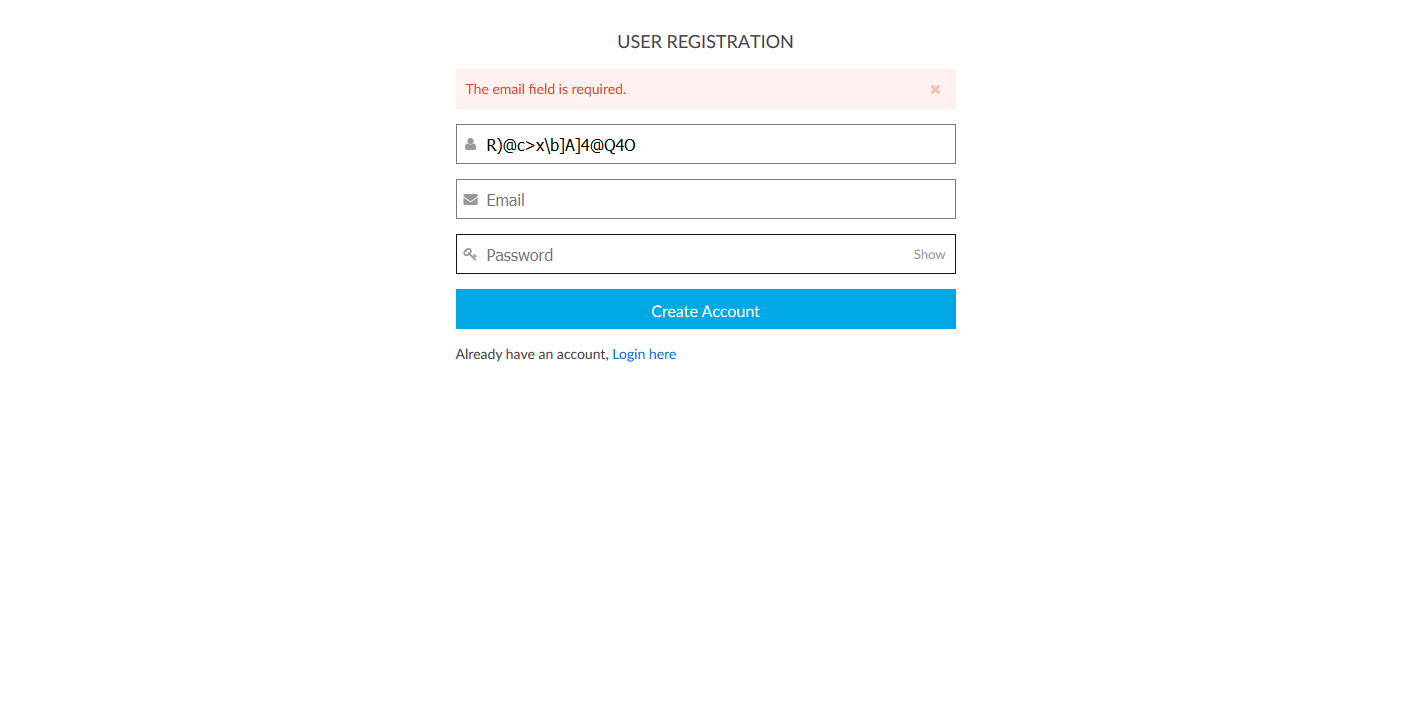 USER REGISTRATION
The email field is required.
R)@c>x\b]A]4@Q4O
Email
Password
Show
Create Account
Already have an account, Login here